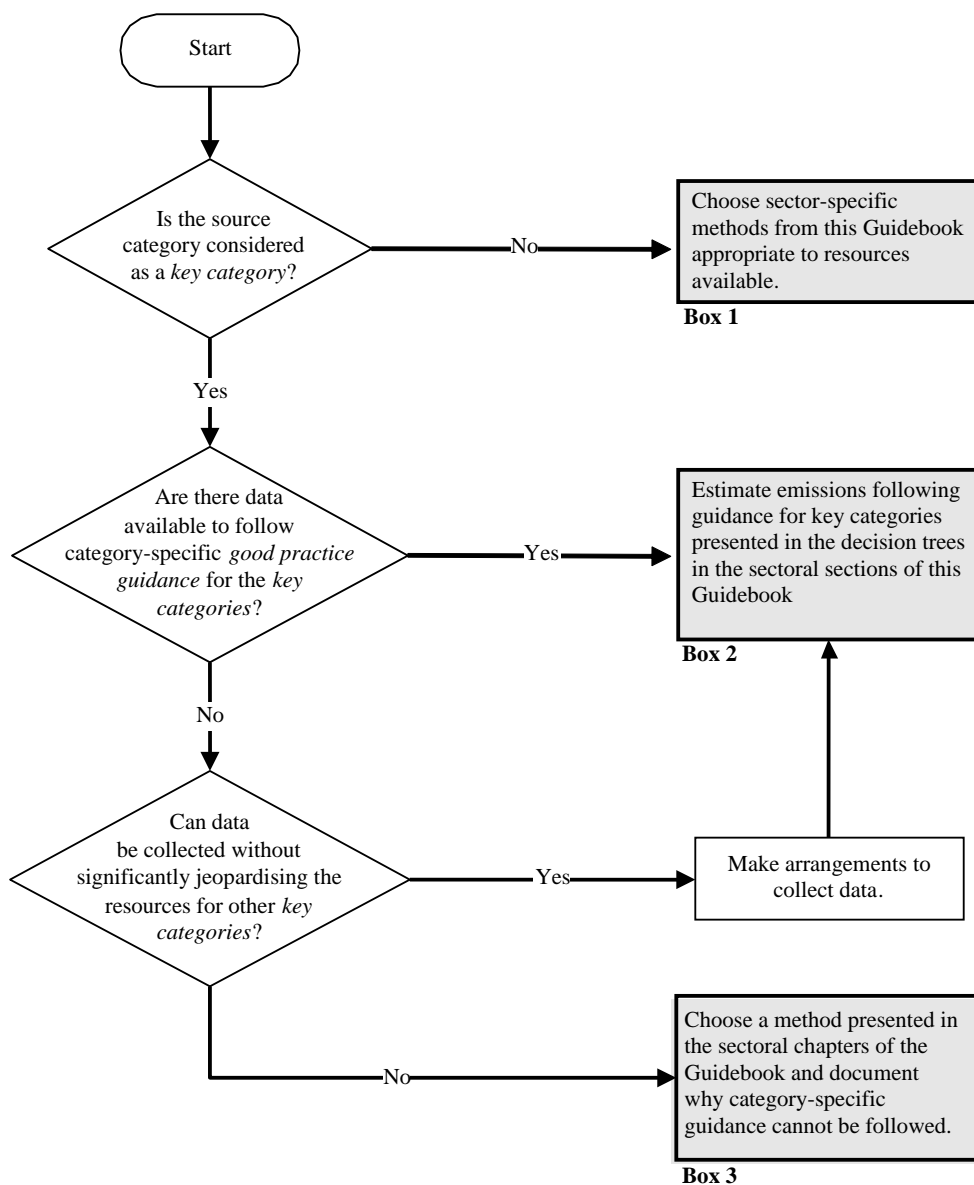 Start
Is the source
category considered
as a key category?
No
Choose sector-specific
methods from this Guidebook
appropriate to resources
available.
Box 1
Yes
Are there data
available to follow
category-specific good practice
guidance for the key
categories?
Yes
Estimate emissions following
guidance for key categories
presented in the decision trees
in the sectoral sections of this
Guidebook
Box 2
No
Can data
be collected without
significantly jeopardising the
resources for other key
categories?
Yes
Make arrangements to
collect data.
No
Choose a method presented in
the sectoral chapters of the
Guidebook and document
why category-specific
guidance cannot be followed.
Box 3